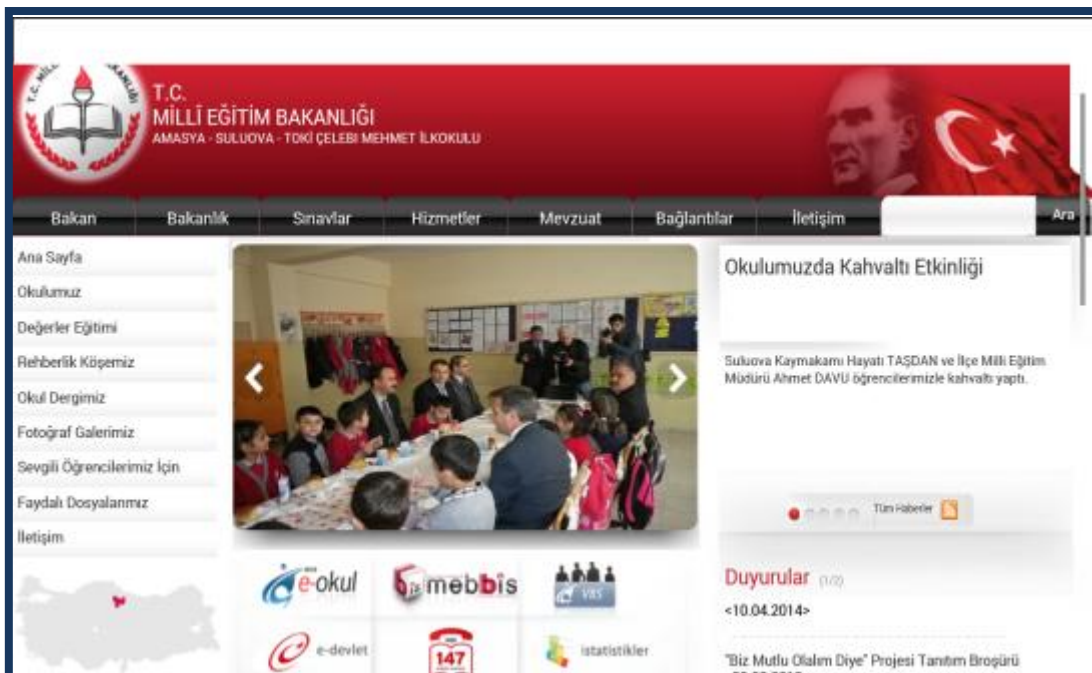 T.C.
MİLLÎ EĞİTİM BAKANLIĞI
AMASYA - SULUOVA - TOKİ ÇELEBİ MEHMET İLKOKULU
Bakan Bakanlık Sınavlar Hizmetler Mevzuat Bağlantılar İletişim Ara
Ana Sayfa
Okulumuz
Değerler Eğitimi
Rehberlik Köşemiz
Okul Dergimiz
Fotoğraf Galerimiz
Sevgili Öğrencilerimiz İçin
Faydalı Dosyalarımız
İletişim
Okulumuzda Kahvaltı Etkinliği
Suluova Kaymakamı Hayati TAŞDAN ve İlçe Milli Eğitim
Müdürü Ahmet DAVU öğrencilerimizle kahvaltı yaptı.
Tüm Haberler
e-okul
mebbis
VBS
e-devlet
147
istatistikler
Duyurular (1/2)
<10.04.2014>
"Biz Mutlu Olalım Diye" Projesi Tanıtım Broşürü